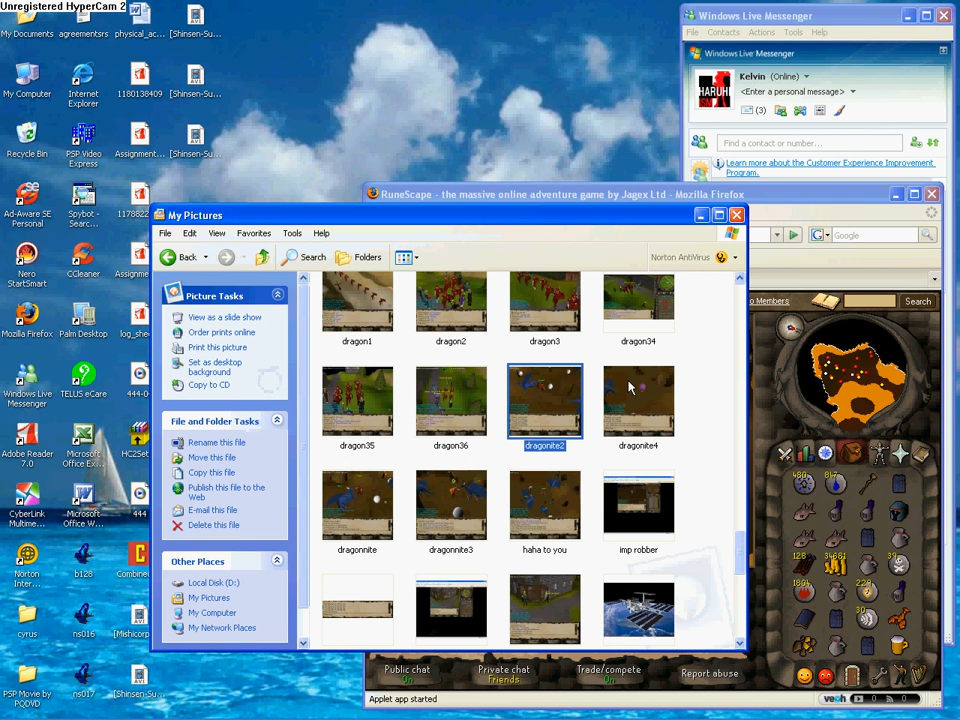 Unregistered HyperCam 2
My Documents
agreementsrs
physical_ac...
[Shinsen-Su...
My Computer
Internet Explorer
1180138409
[Shinsen-Su...
Recycle Bin
PSP Video Express
Assignment...
[Shinsen-Su...
Ad-Aware SE Personal
Spybot - Searc...
Nero StartSmart
CCleaner
Mozilla Firefox
Palm Desktop
Windows Live Messenger
TELUS eCare
Adobe Reader 7.0
Microsoft Office Ex...
CyberLink Multime...
Microsoft Office W...
444
Norton Inter...
b128
cyrus
ns016
PSP Movie by PQDVD
ns017
[Shinsen-Su...
Windows Live Messenger
File Contacts Actions Tools Help
Windows Live Messenger
HARUHI
Kelvin (Online)
<Enter a personal message>
(3)
Find a contact or number...
Learn more about the Customer Experience Improvement
Program.
RuneScape - the massive online adventure game by Jagex Ltd - Mozilla Firefox
Google
Members
Search
My Pictures
File Edit View Favorites Tools Help
Back Search Folders Norton AntiVirus
Picture Tasks
View as a slide show
Order prints online
Print this picture
Set as desktop
background
Copy to CD
File and Folder Tasks
Rename this file
Move this file
Copy this file
Publish this file to the
Web
E-mail this file
Delete this file
Other Places
Local Disk (D:)
My Pictures
My Computer
My Network Places
dragon1 dragon2 dragon3 dragon34
dragon35 dragon36 dragonite2 dragonite4
dragonnite dragonnite3 haha to you imp robber
Public chat
On
Private chat
Friends
Trade/compete
On
Report abuse
Applet app started
veoh 0 0